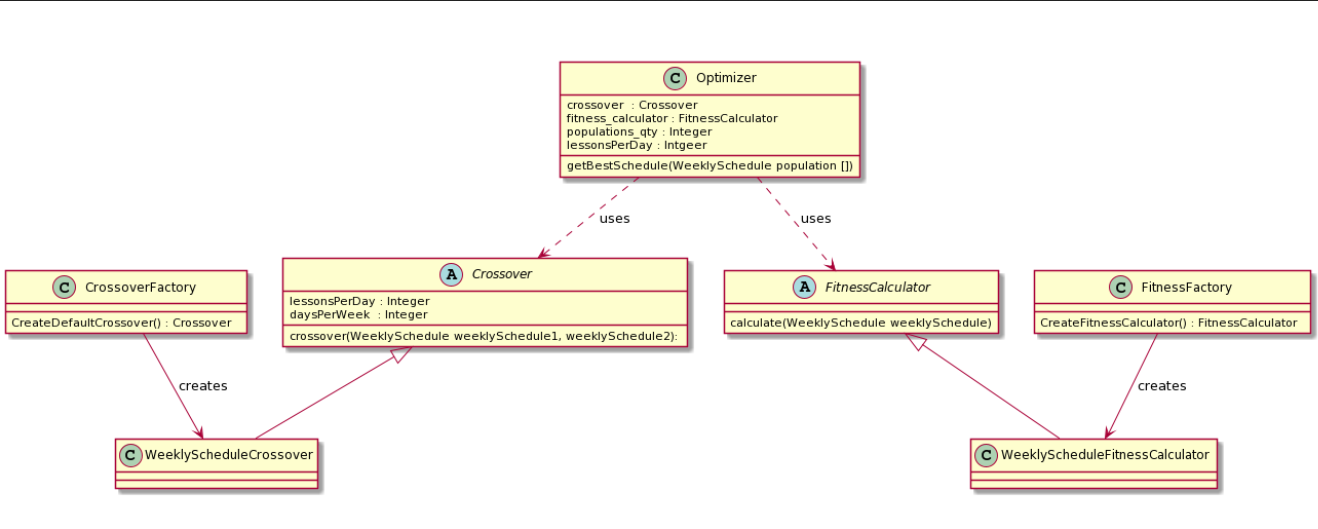 C Optimizer
crossover : Crossover
fitness_calculator : FitnessCalculator
populations_qty : Integer
lessonsPerDay : Intgeer
getBestSchedule(WeeklySchedule population [])
uses
uses
C CrossoverFactory
CreateDefaultCrossover() : Crossover
A Crossover
lessonsPerDay : Integer
daysPerWeek : Integer
crossover(WeeklySchedule weeklySchedule1, weeklySchedule2):
A FitnessCalculator
calculate(WeeklySchedule weeklySchedule)
C FitnessFactory
CreateFitnessCalculator() : FitnessCalculator
creates
creates
C WeeklyScheduleCrossover
C WeeklyScheduleFitnessCalculator